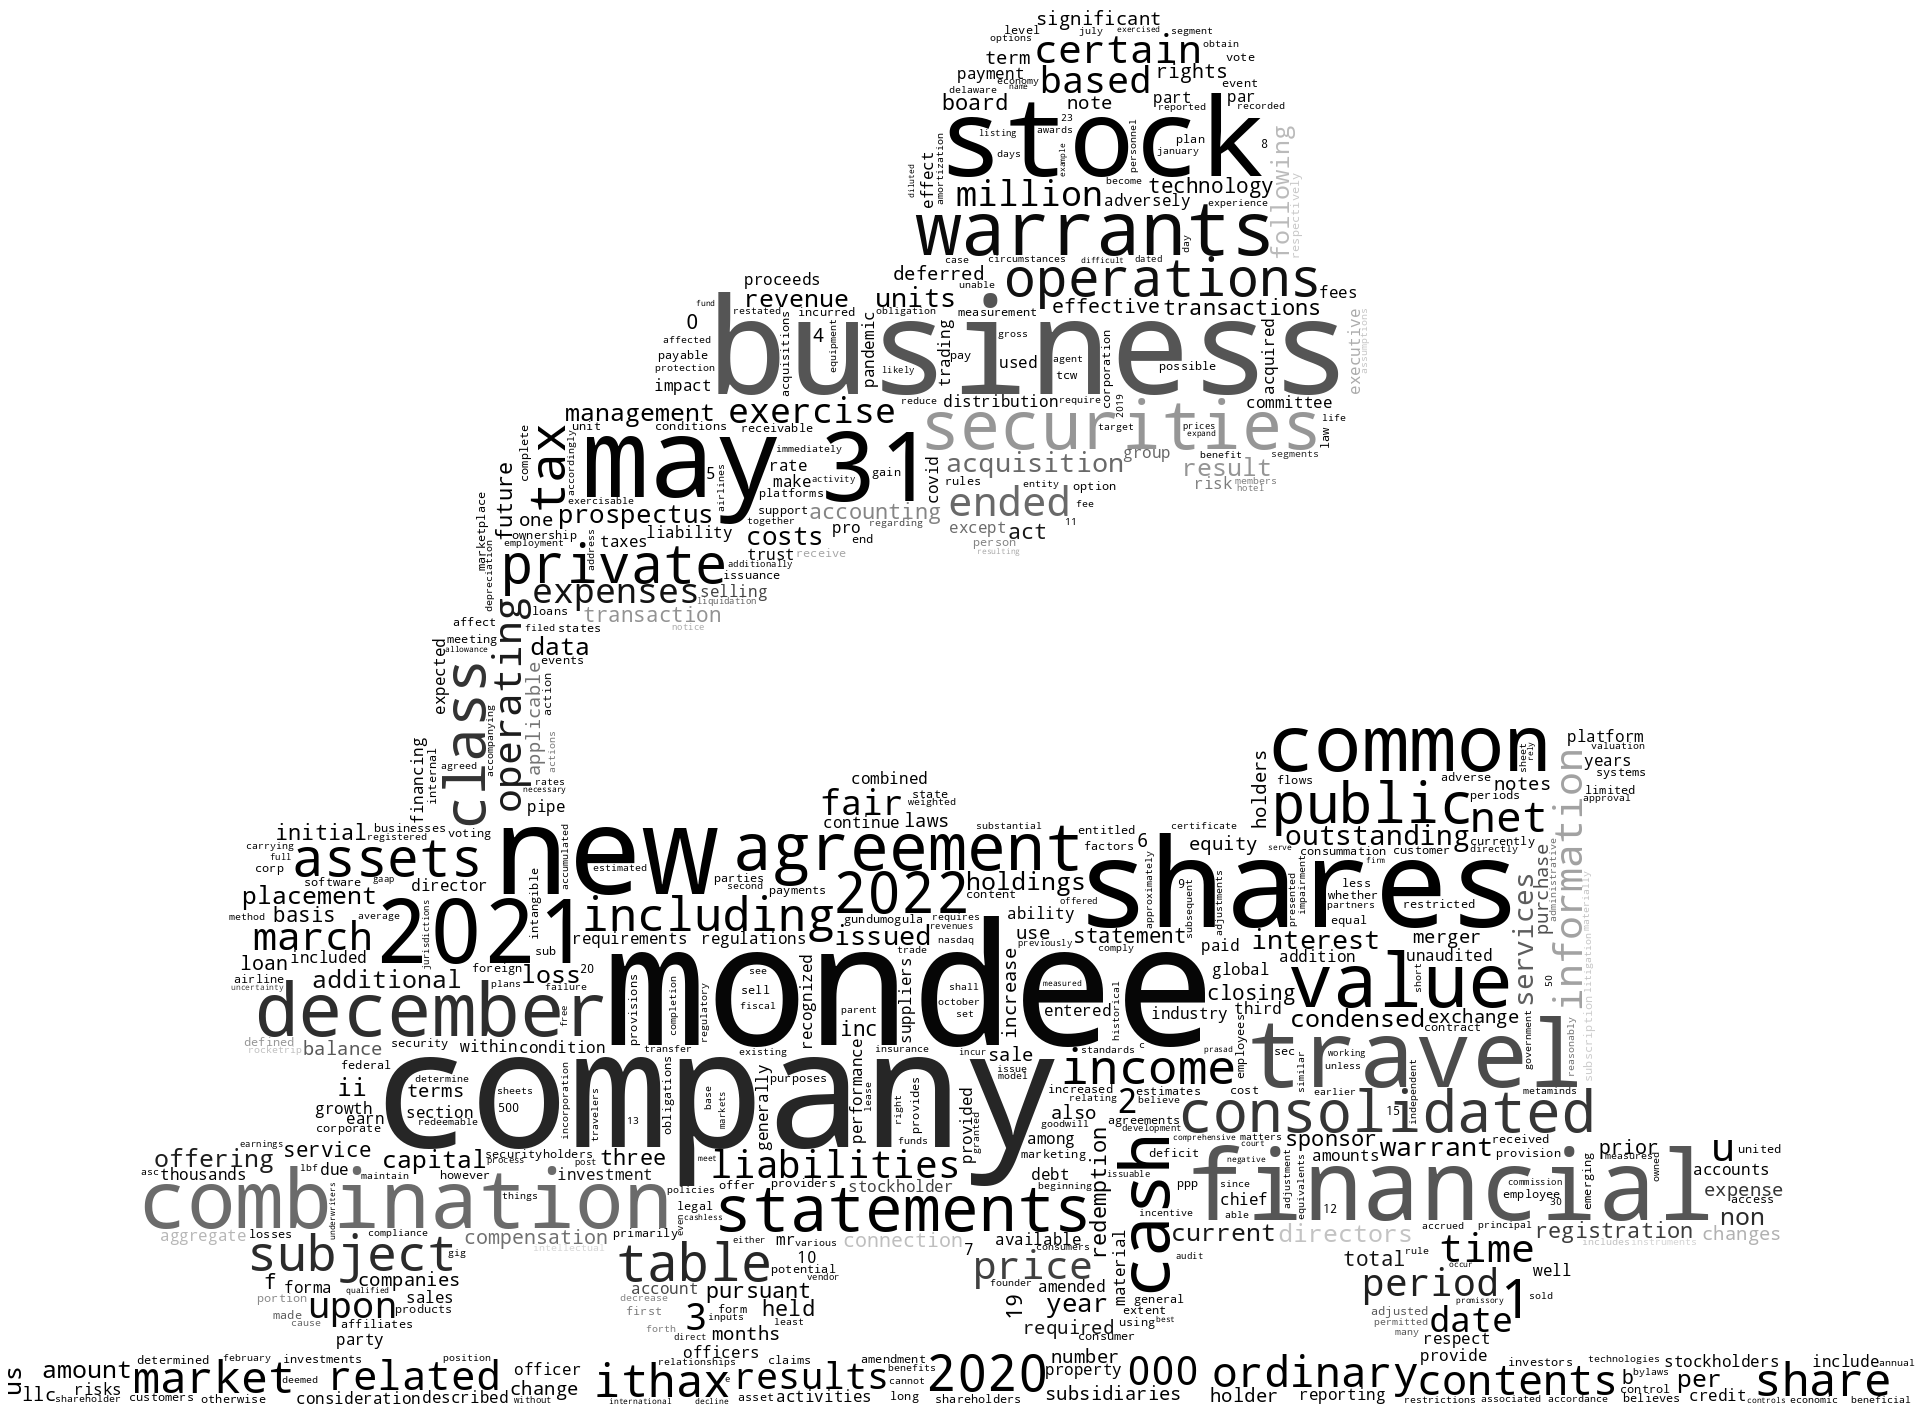 significant
level july exercised segment
options certain obtain
term vote
payment economy based rights event
delaware name
board note part par
reported recorded
stock
listing 23 awards personnel plan 8
days example january
following
respectively
effect amortization diluted
million become technology
adversely experience
warrants day
case circumstances difficult dated
deferred operations fees
proceeds unable
fund revenue units effective transactions
restated incurred obligation measurement
0 business
affected acquisitions 4 equipment pandemic trading gross acquired executive assumptions
payable pay used agent corporation possible
protection likely tcw
impact
management exercise reduce distribution require 2019 committee
unit conditions receivable securities life
complete tax accordingly may 31 target prices expand law
immediately benefit segments
future 5 rate gain covid acquisition group result
make activity rules entity option risk members
airlines hotel
marketplace exercisable platforms ended fee
one prospectus support accounting
together regarding 11
ownership liability costs pro except act
employment address taxes end person
private trust receive resulting
depreciation additionally
issuance
expenses selling
liquidation
operating loans transaction
affect filed states notice
meeting data
allowance events
expected class applicable action
accompanying actions
common platform
valuation
financing internal agreed rates combined flows adverse sheet rely years systems
necessary
pipe fair state weighted holders public periods notes limited approval
initial businesses voting continue laws substantial entitled certificate net information
registered
carrying full assets new agreement factors 6 equity outstanding currently
corp accumulated estimated consummation customer directly
serve firm
software gaap director parties second 2022 holdings shares less purchase administrative
placement payments content offered approximately 9 whether partners
method basis average 2021 intangible including gundumogula requires ability subsequent adjustments presented impairment equal restricted services materially
march jurisdictions requirements regulations issued revenues use statement paid interest merger
loan included sub nasdaq previously comply addition unaudited
airline additional foreign loss 20 mondee trade global value short 50
uncertainty plans failure closing
december free provisions see recognized suppliers shall increase measured entered industry third condensed exchange litigation
sell october historical contract
defined completion regulatory fiscal parent set
rocketrip balance security within condition inc employees travel government reasonably subscription
transfer existing insurance incur sale standards c prasad sec working
federal company issue model income similar unless
ii determine sheets purposes increased cost earlier metaminds
terms performance lease 2 estimates consolidated
growth section 500 incorporation travelers obligations base markets generally right provides provided granted relating believe 15 independent
corporate earn redeemable 13 also agreements
goodwill development
earnings service funds among comprehensive matters sponsor warrant received prior u united
offering securityholders liabilities marketing court amounts provision measures
asc thousands lbf due capital process post three meet debt issuable deficit negative accounts
maintain however investment policies providers stockholder beginning redemption cash ppp since adjustment equivalents financial commission emerging owned expense
combination underwriters things offer chief employee 30 access
legal statements incentive able 12 non
even cashless
aggregate losses compliance compensation primarily either mr various connection 7 available current directors accrued principal registration changes
intellectual consumers audit includes instruments
subject gig table 10 price material total rule time
potential occur well
f forma companies account vendor founder amended period
qualified decrease pursuant general promissory 1 sold
portion upon sales first 3 form held 19 year extent adjusted date
made cause products inputs using best permitted
affiliates forth direct months least required many
party officers consumer respect
us amount determined february investments position officer relationships claims amendment number provide investors technologies stockholders include annual
market deemed related ithax e results benefits 2020 property 000 ordinary contents b bylaws per share
llc risks change cannot control
shareholder customers otherwise consideration described without international decline asset activities long shareholders subsidiaries holder reporting restrictions associated accordance believes credit controls economic beneficial